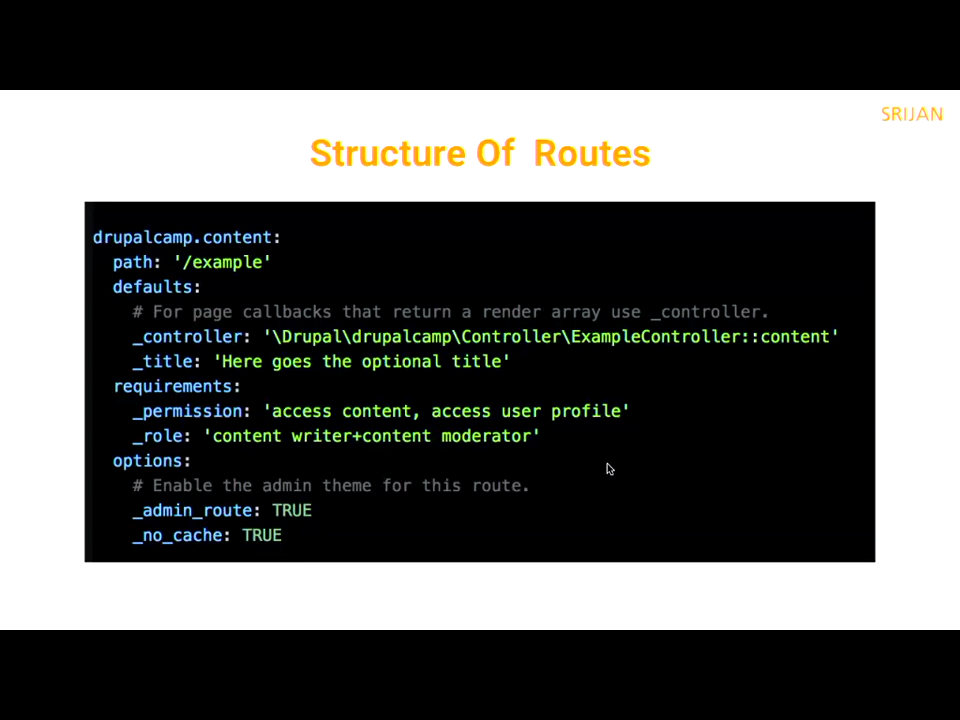 SRIJAN
Structure Of Routes
drupalcamp.content:
  path: '/example'
  defaults:
    # For page callbacks that return a render array use _controller.
    _controller: '\Drupal\drupalcamp\Controller\ExampleController::content'
    _title: 'Here goes the optional title'
  requirements:
    _permission: 'access content, access user profile'
    _role: 'content writer+content moderator'
  options:
    # Enable the admin theme for this route.
    _admin_route: TRUE
    _no_cache: TRUE